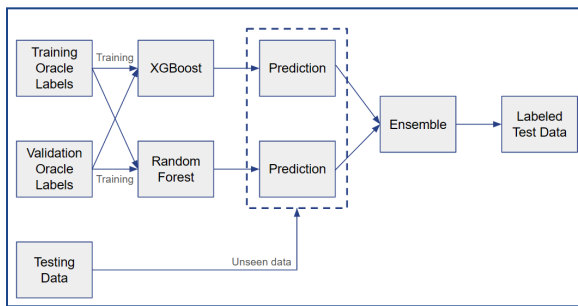 Training
Oracle
Labels
Training
XGBoost
Prediction
Ensemble
Labeled
Test Data
Validation
Oracle
Labels
Training
Random
Forest
Prediction
Testing
Data
Unseen data